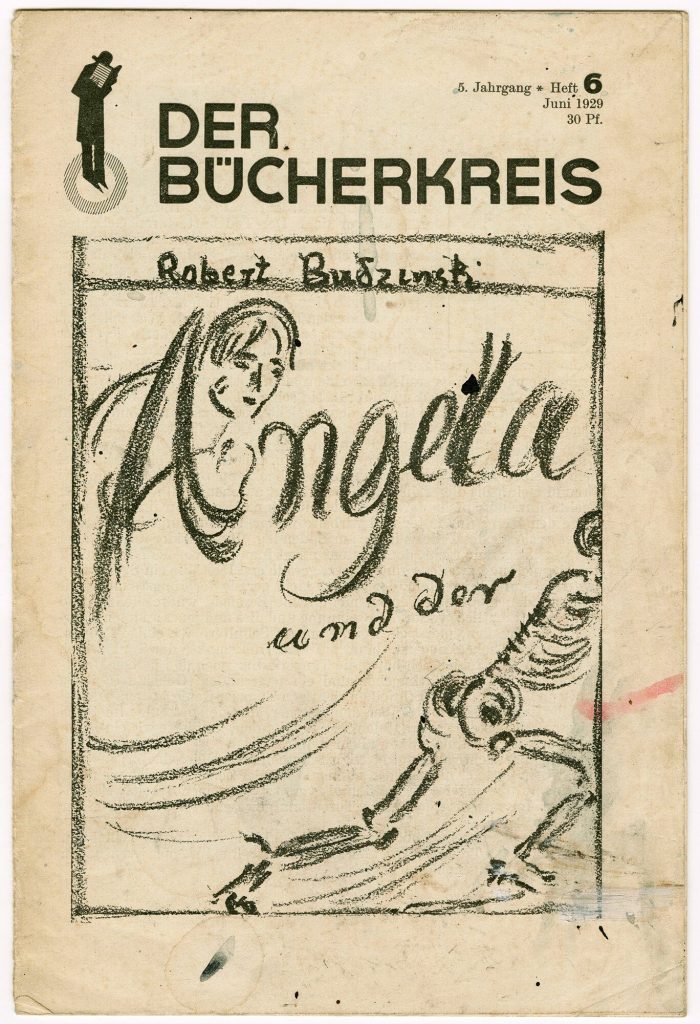 5. Jahrgang * Heft 6
Juni 1929
30 Pf.
DER
BÜCHERKREIS
Robert Budzinski
Angela
und der